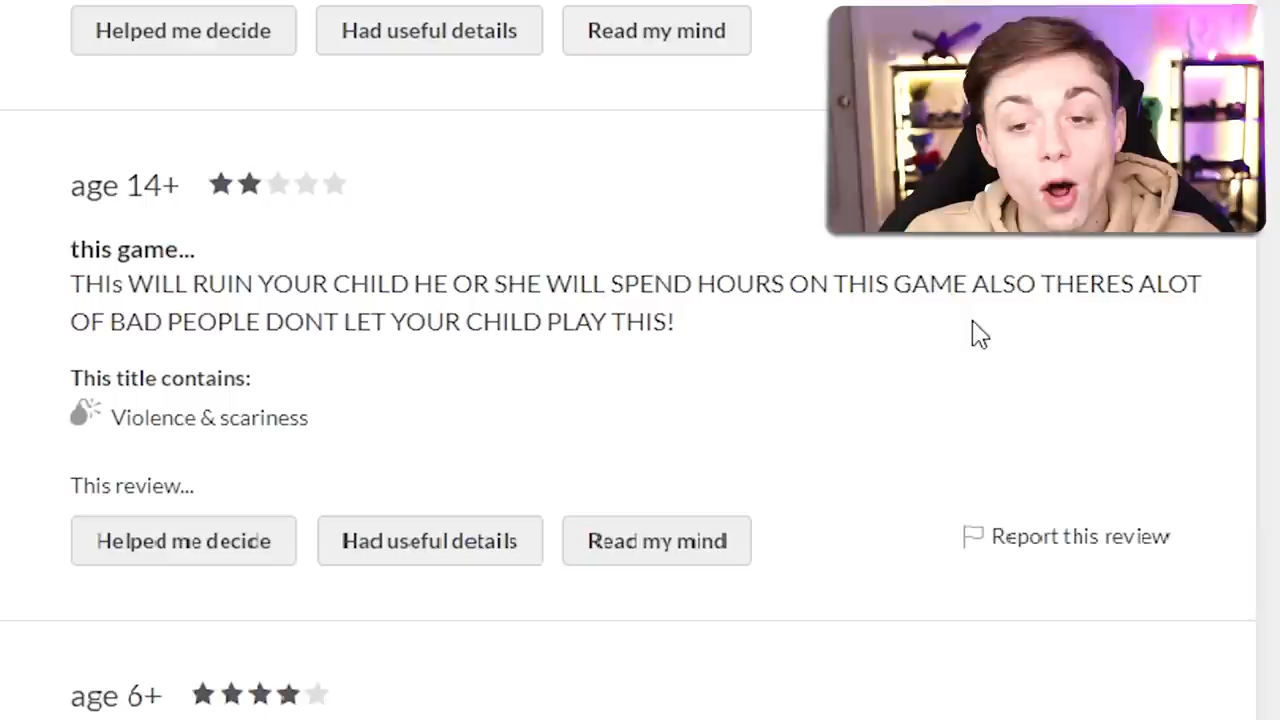 Helped me decide Had useful details Read my mind
age 14+
this game...
THIs WILL RUIN YOUR CHILD HE OR SHE WILL SPEND HOURS ON THIS GAME ALSO THERES ALOT
OF BAD PEOPLE DONT LET YOUR CHILD PLAY THIS!
This title contains:
Violence & scariness
This review...
Helped me decide Had useful details Read my mind Report this review
age 6+